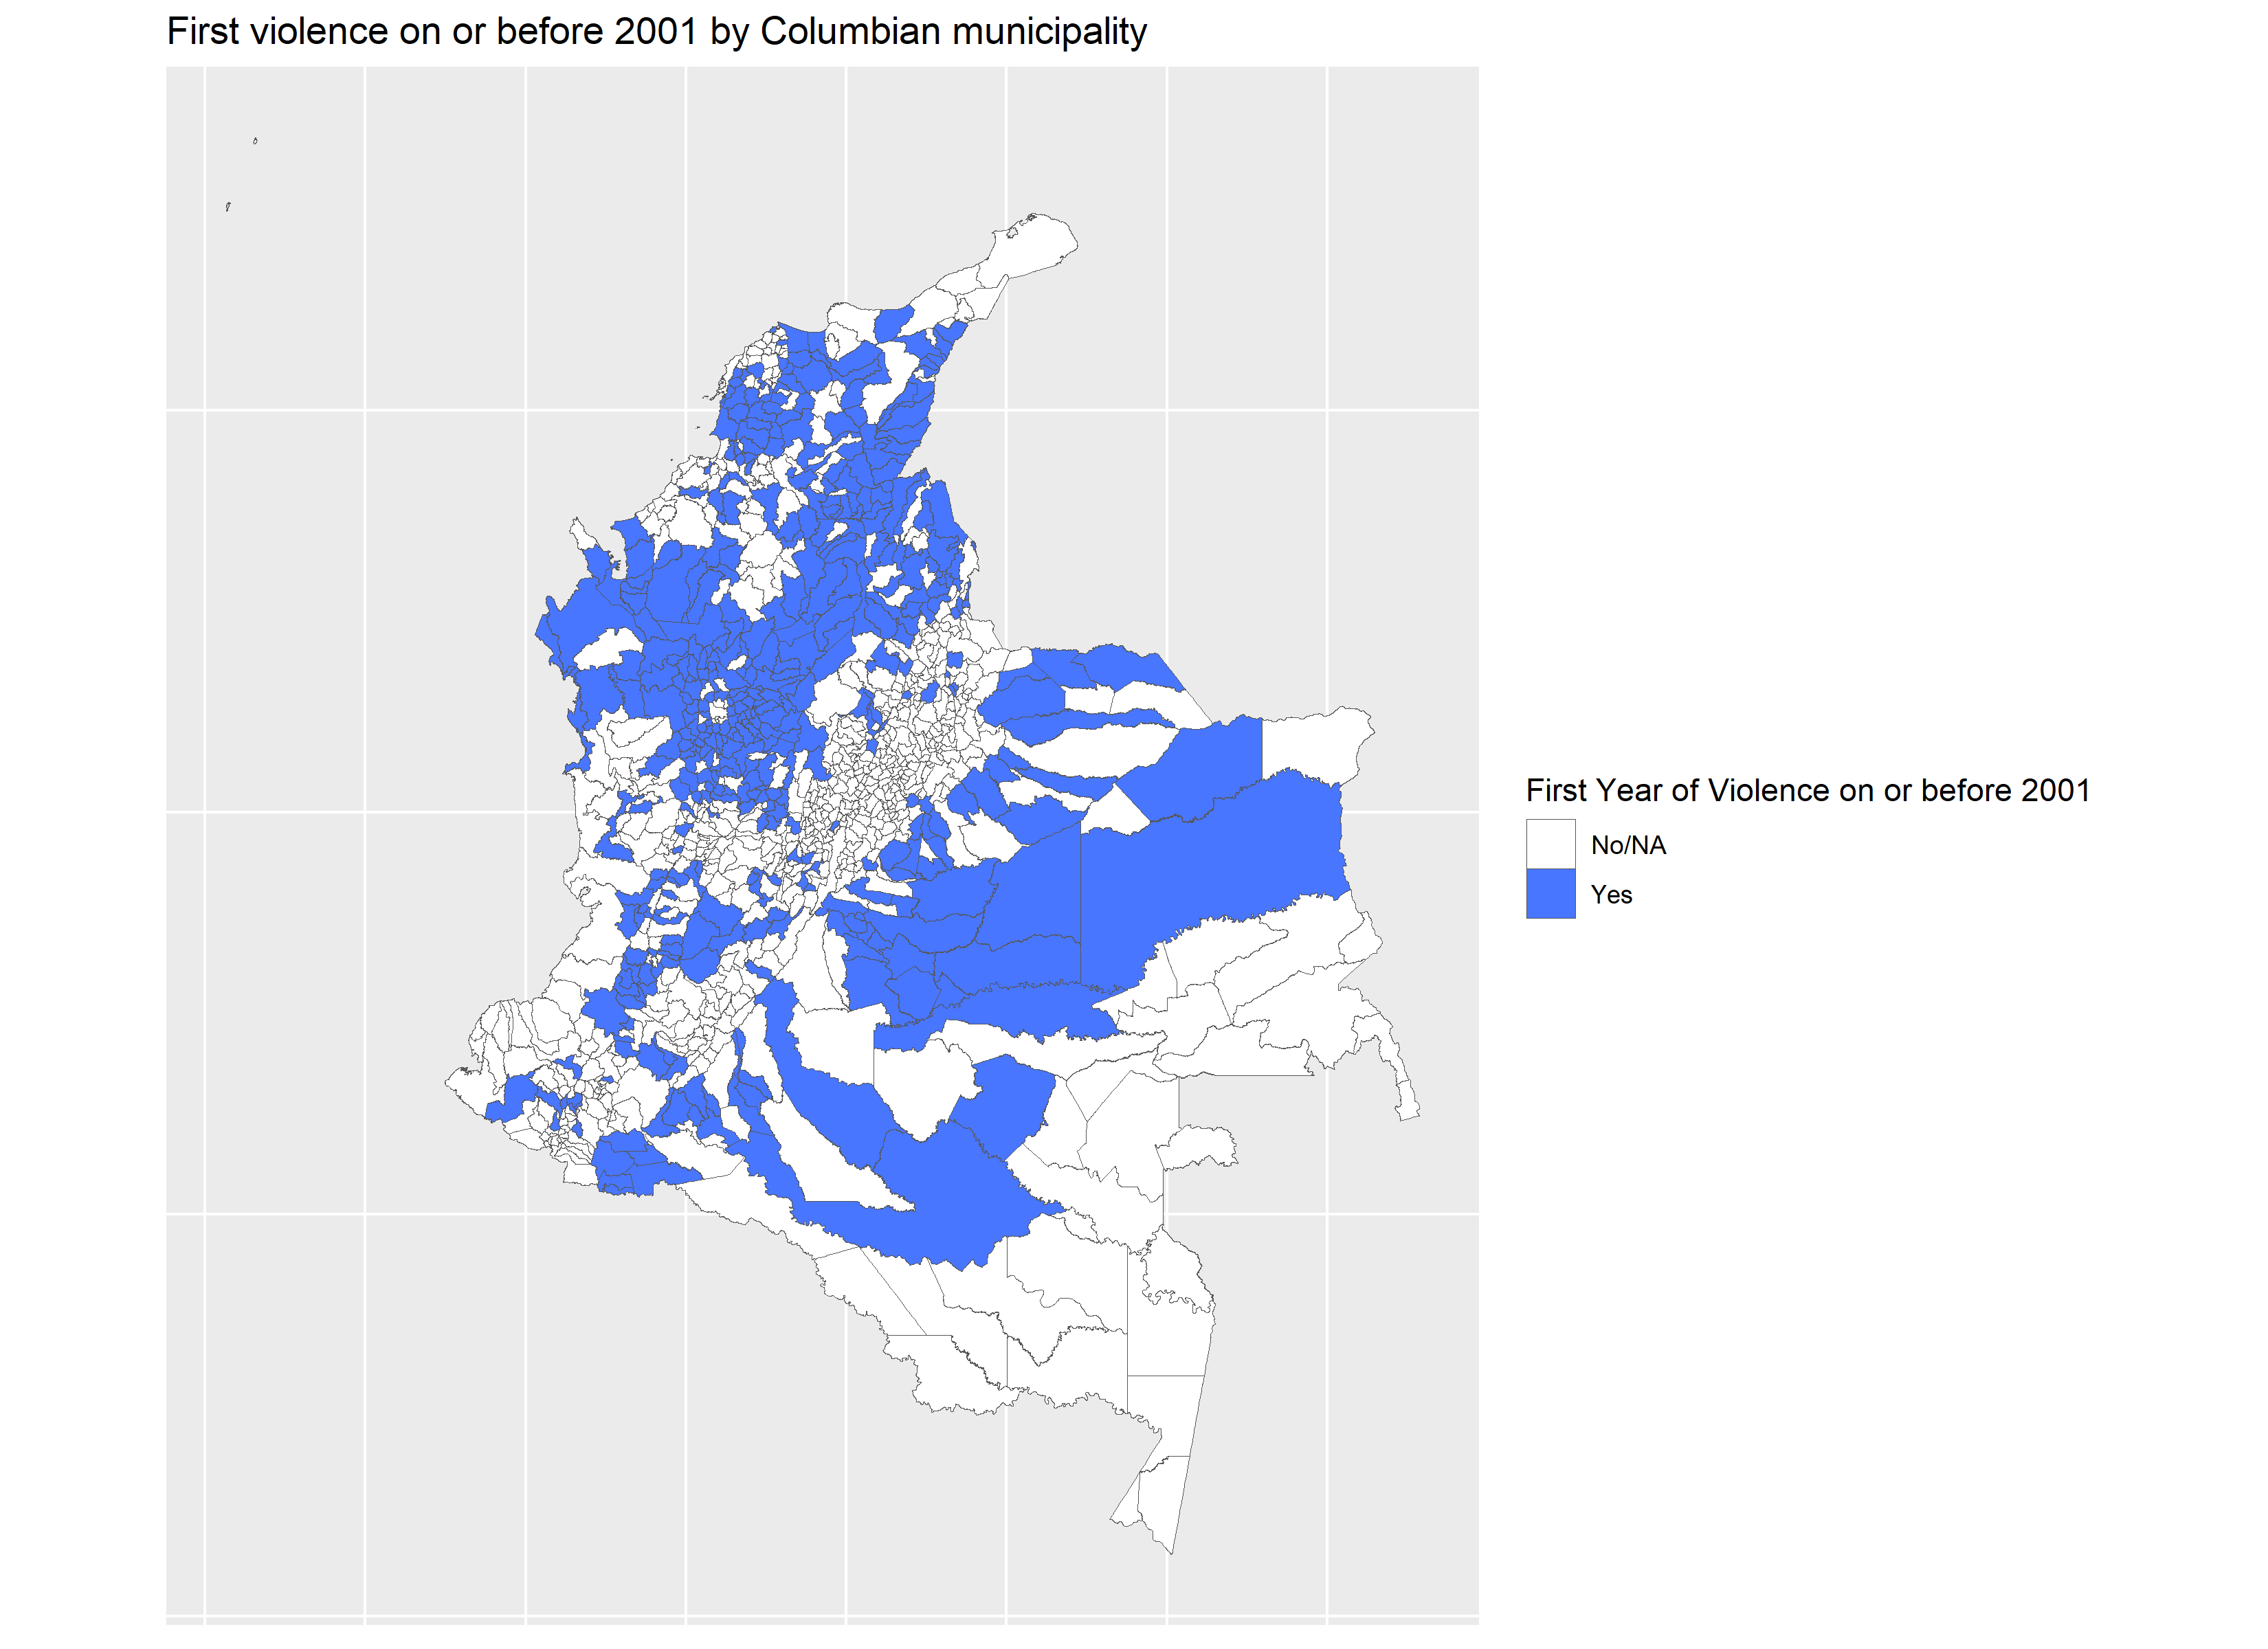 First violence on or before 2001 by Columbian municipality
First Year of Violence on or before 2001
No/NA
Yes